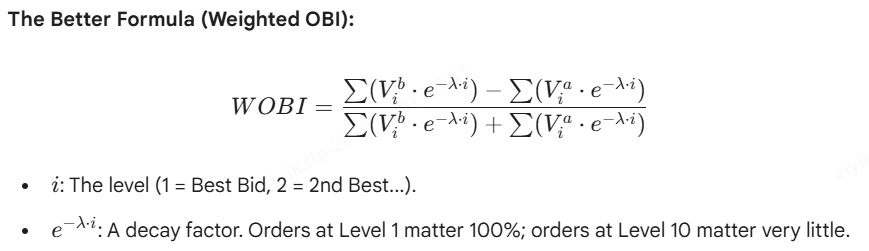 The Better Formula (Weighted OBI):
WOBI = \frac{\sum(V_i^b \cdot e^{-\lambda \cdot i}) - \sum(V_i^a \cdot e^{-\lambda \cdot i})}{\sum(V_i^b \cdot e^{-\lambda \cdot i}) + \sum(V_i^a \cdot e^{-\lambda \cdot i})}
• i: The level (1 = Best Bid, 2 = 2nd Best...).
• e^{-\lambda \cdot i}: A decay factor. Orders at Level 1 matter 100%; orders at Level 10 matter very little.